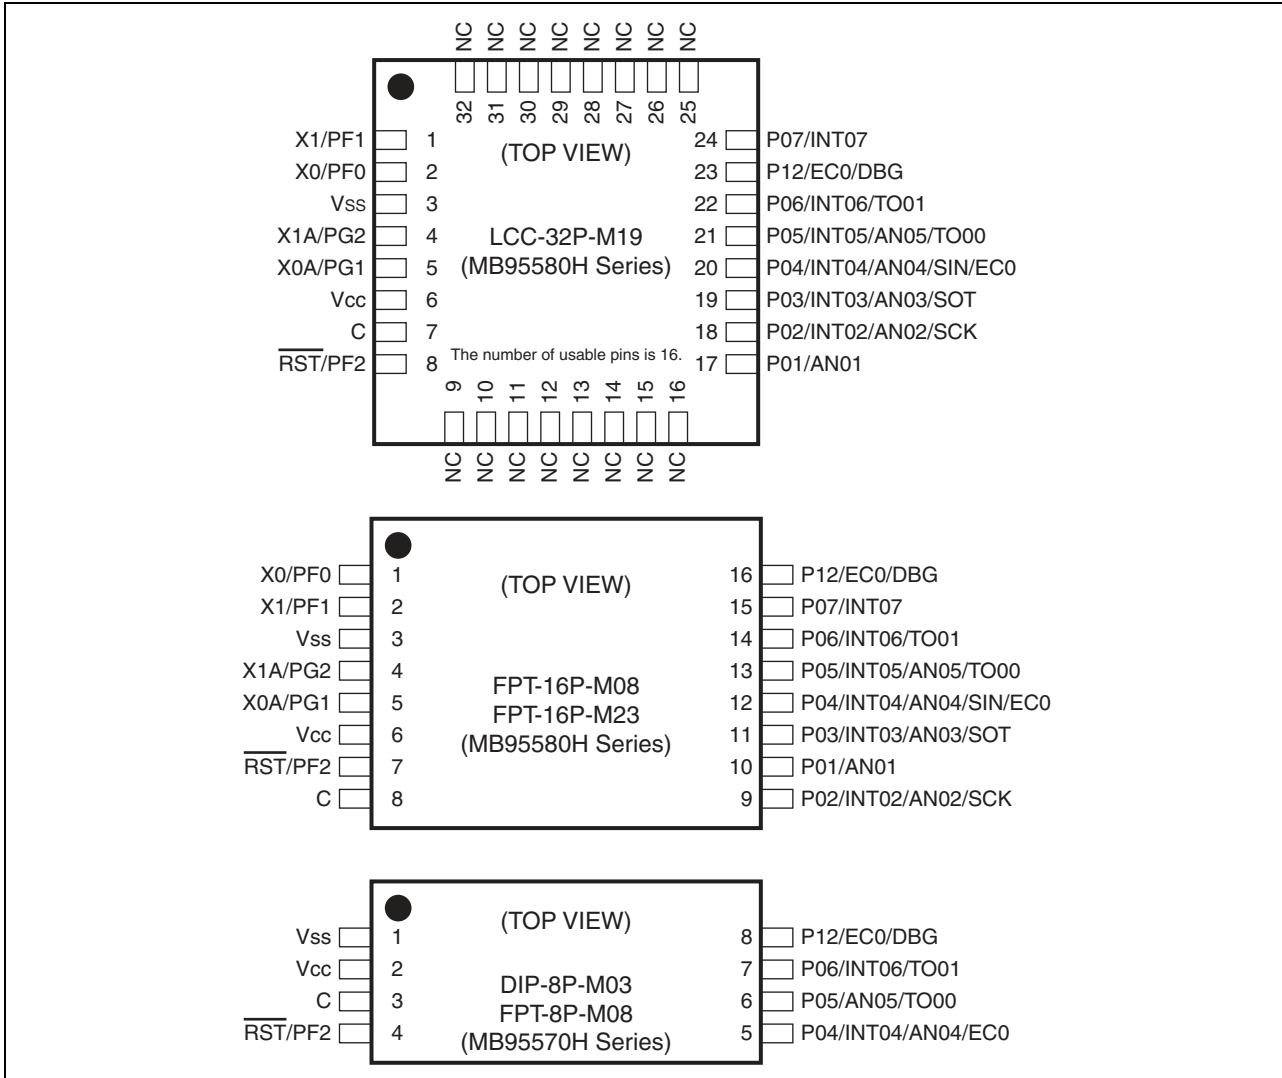 NC NC NC NC NC NC NC NC
32 31 30 29 28 27 26 25
(TOP VIEW)
X1/PF1 1 24 P07/INT07
X0/PF0 2 23 P12/EC0/DBG
Vss 3 22 P06/INT06/TO01
X1A/PG2 4 21 P05/INT05/AN05/TO00
LCC-32P-M19
X0A/PG1 5 20 P04/INT04/AN04/SIN/EC0
(MB95580H Series)
Vcc 6 19 P03/INT03/AN03/SOT
C 7 18 P02/INT02/AN02/SCK
The number of usable pins is 16.
RST/PF2 8 17 P01/AN01
9 10 11 12 13 14 15 16
NC NC NC NC NC NC NC NC
X0/PF0 1 16 P12/EC0/DBG
(TOP VIEW)
X1/PF1 2 15 P07/INT07
Vss 3 14 P06/INT06/TO01
X1A/PG2 4 13 P05/INT05/AN05/TO00
FPT-16P-M08
X0A/PG1 5 12 P04/INT04/AN04/SIN/EC0
FPT-16P-M23
Vcc 6 11 P03/INT03/AN03/SOT
(MB95580H Series)
RST/PF2 7 10 P01/AN01
C 8 9 P02/INT02/AN02/SCK
(TOP VIEW)
Vss 1 8 P12/EC0/DBG
Vcc 2 7 P06/INT06/TO01
DIP-8P-M03
C 3 6 P05/AN05/TO00
FPT-8P-M08
RST/PF2 4 5 P04/INT04/AN04/EC0
(MB95570H Series)